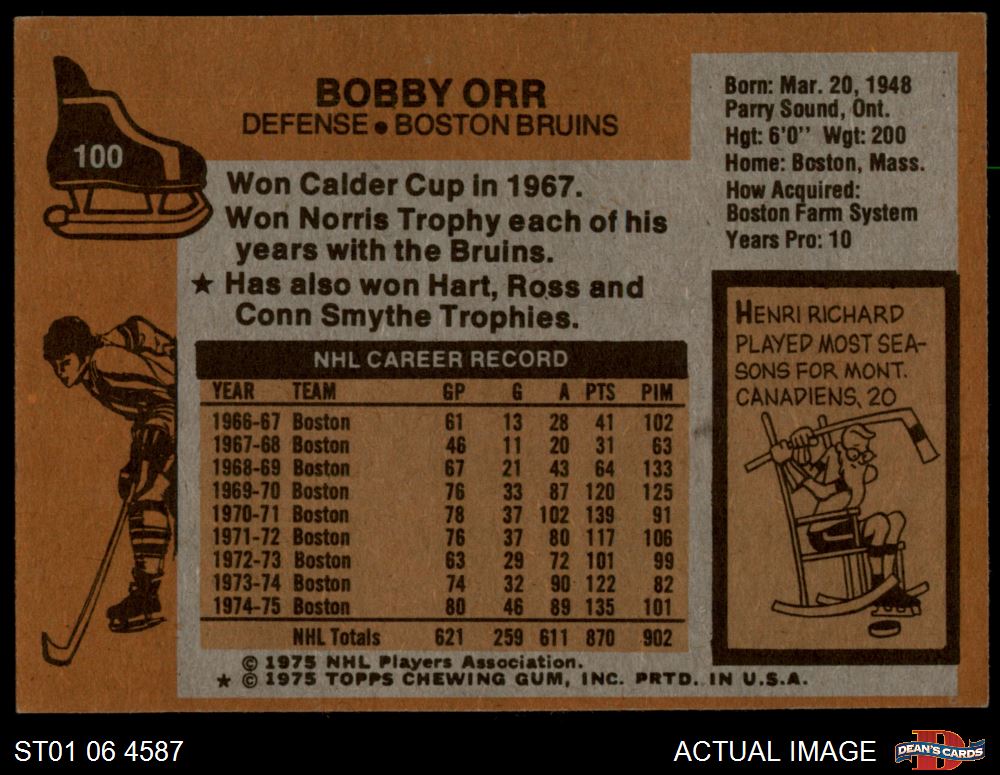 100
BOBBY ORR
DEFENSE • BOSTON BRUINS
Born: Mar. 20, 1948
Parry Sound, Ont.
Hgt: 6'0'' Wgt: 200
Home: Boston, Mass.
How Acquired:
Boston Farm System
Years Pro: 10
Won Calder Cup in 1967.
Won Norris Trophy each of his
years with the Bruins.
★ Has also won Hart, Ross and
Conn Smythe Trophies.
NHL CAREER RECORD
YEAR TEAM GP G A PTS PIM
1966-67 Boston 61 13 28 41 102
1967-68 Boston 46 11 20 31 63
1968-69 Boston 67 21 43 64 133
1969-70 Boston 76 33 87 120 125
1970-71 Boston 78 37 102 139 91
1971-72 Boston 76 37 80 117 106
1972-73 Boston 63 29 72 101 99
1973-74 Boston 74 32 90 122 82
1974-75 Boston 80 46 89 135 101
NHL Totals 621 259 611 870 902
© 1975 NHL Players Association.
★ © 1975 TOPPS CHEWING GUM, INC. PRTD. IN U.S.A.
HENRI RICHARD
PLAYED MOST SEA-
SONS FOR MONT.
CANADIENS, 20
ST01 06 4587
ACTUAL IMAGE
D
DEAN'S CARDS